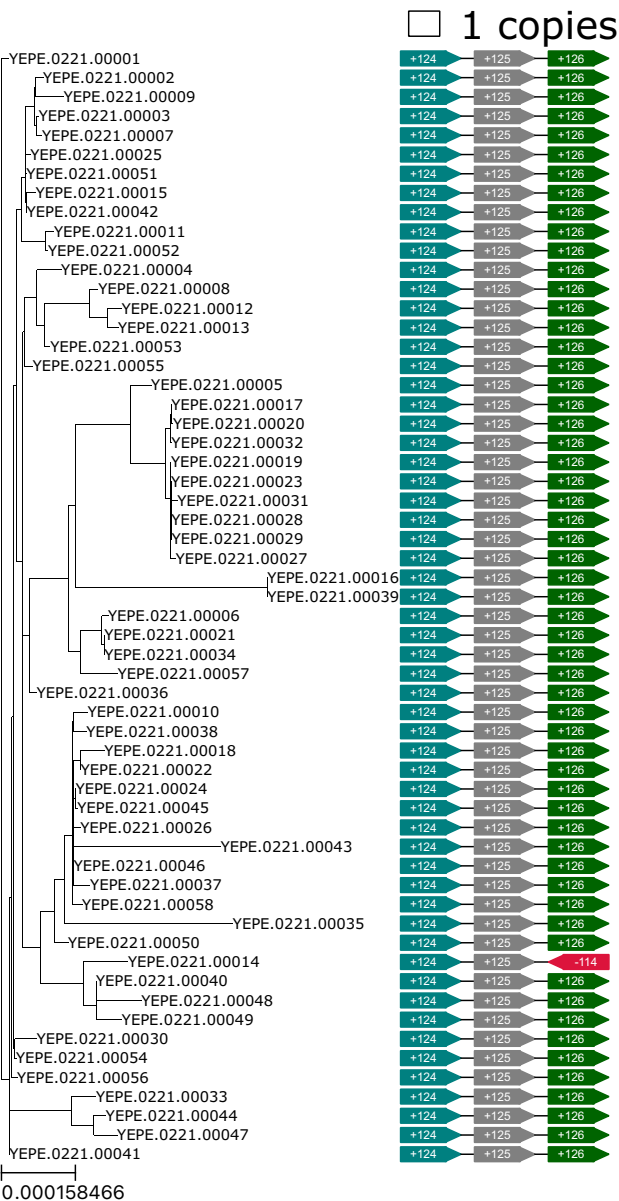 1 copies
YEPE.0221.00001 +124 +125 +126
YEPE.0221.00002 +124 +125 +126
YEPE.0221.00009 +124 +125 +126
YEPE.0221.00003 +124 +125 +126
YEPE.0221.00007 +124 +125 +126
YEPE.0221.00025 +124 +125 +126
YEPE.0221.00051 +124 +125 +126
YEPE.0221.00015 +124 +125 +126
YEPE.0221.00042 +124 +125 +126
YEPE.0221.00011 +124 +125 +126
YEPE.0221.00052 +124 +125 +126
YEPE.0221.00004 +124 +125 +126
YEPE.0221.00008 +124 +125 +126
YEPE.0221.00012 +124 +125 +126
YEPE.0221.00013 +124 +125 +126
YEPE.0221.00053 +124 +125 +126
YEPE.0221.00055 +124 +125 +126
YEPE.0221.00005 +124 +125 +126
YEPE.0221.00017 +124 +125 +126
YEPE.0221.00020 +124 +125 +126
YEPE.0221.00032 +124 +125 +126
YEPE.0221.00019 +124 +125 +126
YEPE.0221.00023 +124 +125 +126
YEPE.0221.00031 +124 +125 +126
YEPE.0221.00028 +124 +125 +126
YEPE.0221.00029 +124 +125 +126
YEPE.0221.00027 +124 +125 +126
YEPE.0221.00016 +124 +125 +126
YEPE.0221.00039 +124 +125 +126
YEPE.0221.00006 +124 +125 +126
YEPE.0221.00021 +124 +125 +126
YEPE.0221.00034 +124 +125 +126
YEPE.0221.00057 +124 +125 +126
YEPE.0221.00036 +124 +125 +126
YEPE.0221.00010 +124 +125 +126
YEPE.0221.00038 +124 +125 +126
YEPE.0221.00018 +124 +125 +126
YEPE.0221.00022 +124 +125 +126
YEPE.0221.00024 +124 +125 +126
YEPE.0221.00045 +124 +125 +126
YEPE.0221.00026 +124 +125 +126
YEPE.0221.00043 +124 +125 +126
YEPE.0221.00046 +124 +125 +126
YEPE.0221.00037 +124 +125 +126
YEPE.0221.00058 +124 +125 +126
YEPE.0221.00035 +124 +125 +126
YEPE.0221.00050 +124 +125 +126
YEPE.0221.00014 +124 +125 -114
YEPE.0221.00040 +124 +125 +126
YEPE.0221.00048 +124 +125 +126
YEPE.0221.00049 +124 +125 +126
YEPE.0221.00030 +124 +125 +126
YEPE.0221.00054 +124 +125 +126
YEPE.0221.00056 +124 +125 +126
YEPE.0221.00033 +124 +125 +126
YEPE.0221.00044 +124 +125 +126
YEPE.0221.00047 +124 +125 +126
YEPE.0221.00041 +124 +125 +126
0.000158466